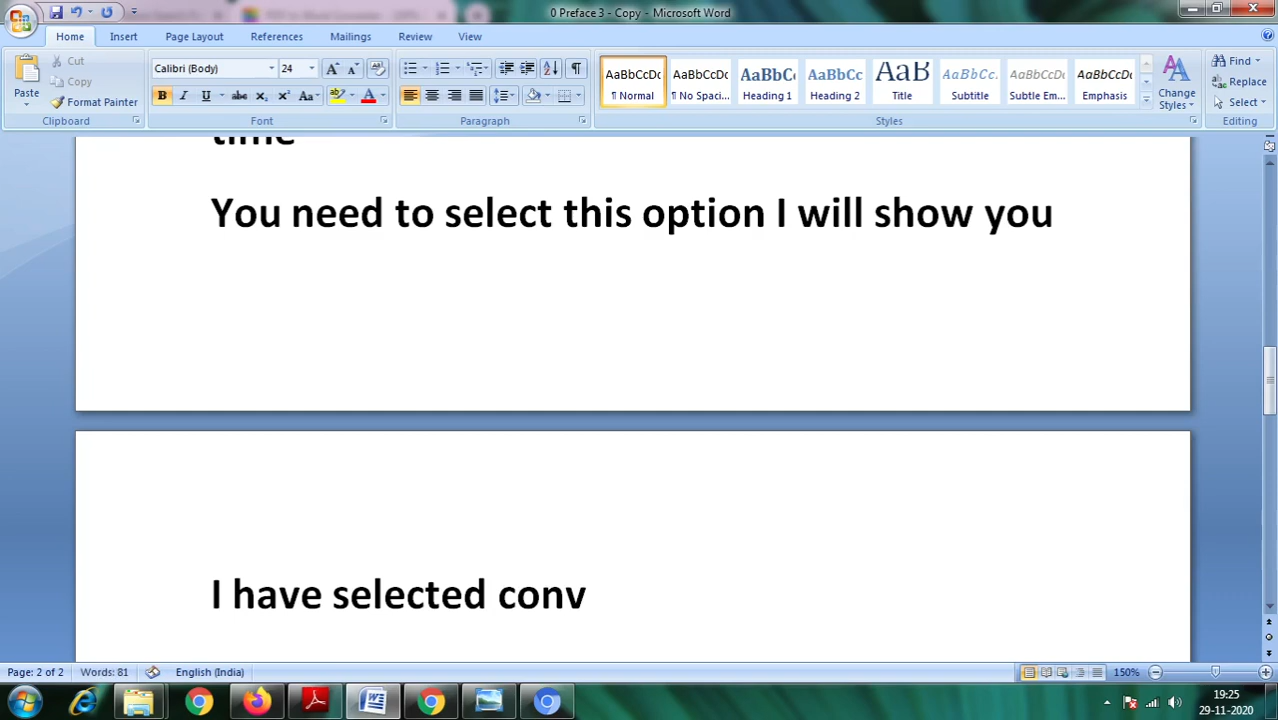 0 Preface 3 - Copy - Microsoft Word
Home Insert Page Layout References Mailings Review View
Paste
Cut
Copy
Format Painter
Clipboard
Calibri (Body) 24
Font
Paragraph
AaBbCcDc AaBbCcDc AaBbC AaBbCc AaB AaBbCc. AaBbCcDc AaBbCcDc
¶ Normal ¶ No Spaci... Heading 1 Heading 2 Title Subtitle Subtle Em... Emphasis
Change Styles
Styles
Find
Replace
Select
Editing
time
You need to select this option I will show you
I have selected conv
Page: 2 of 2 Words: 81 English (India) 150%
19:25
29-11-2020